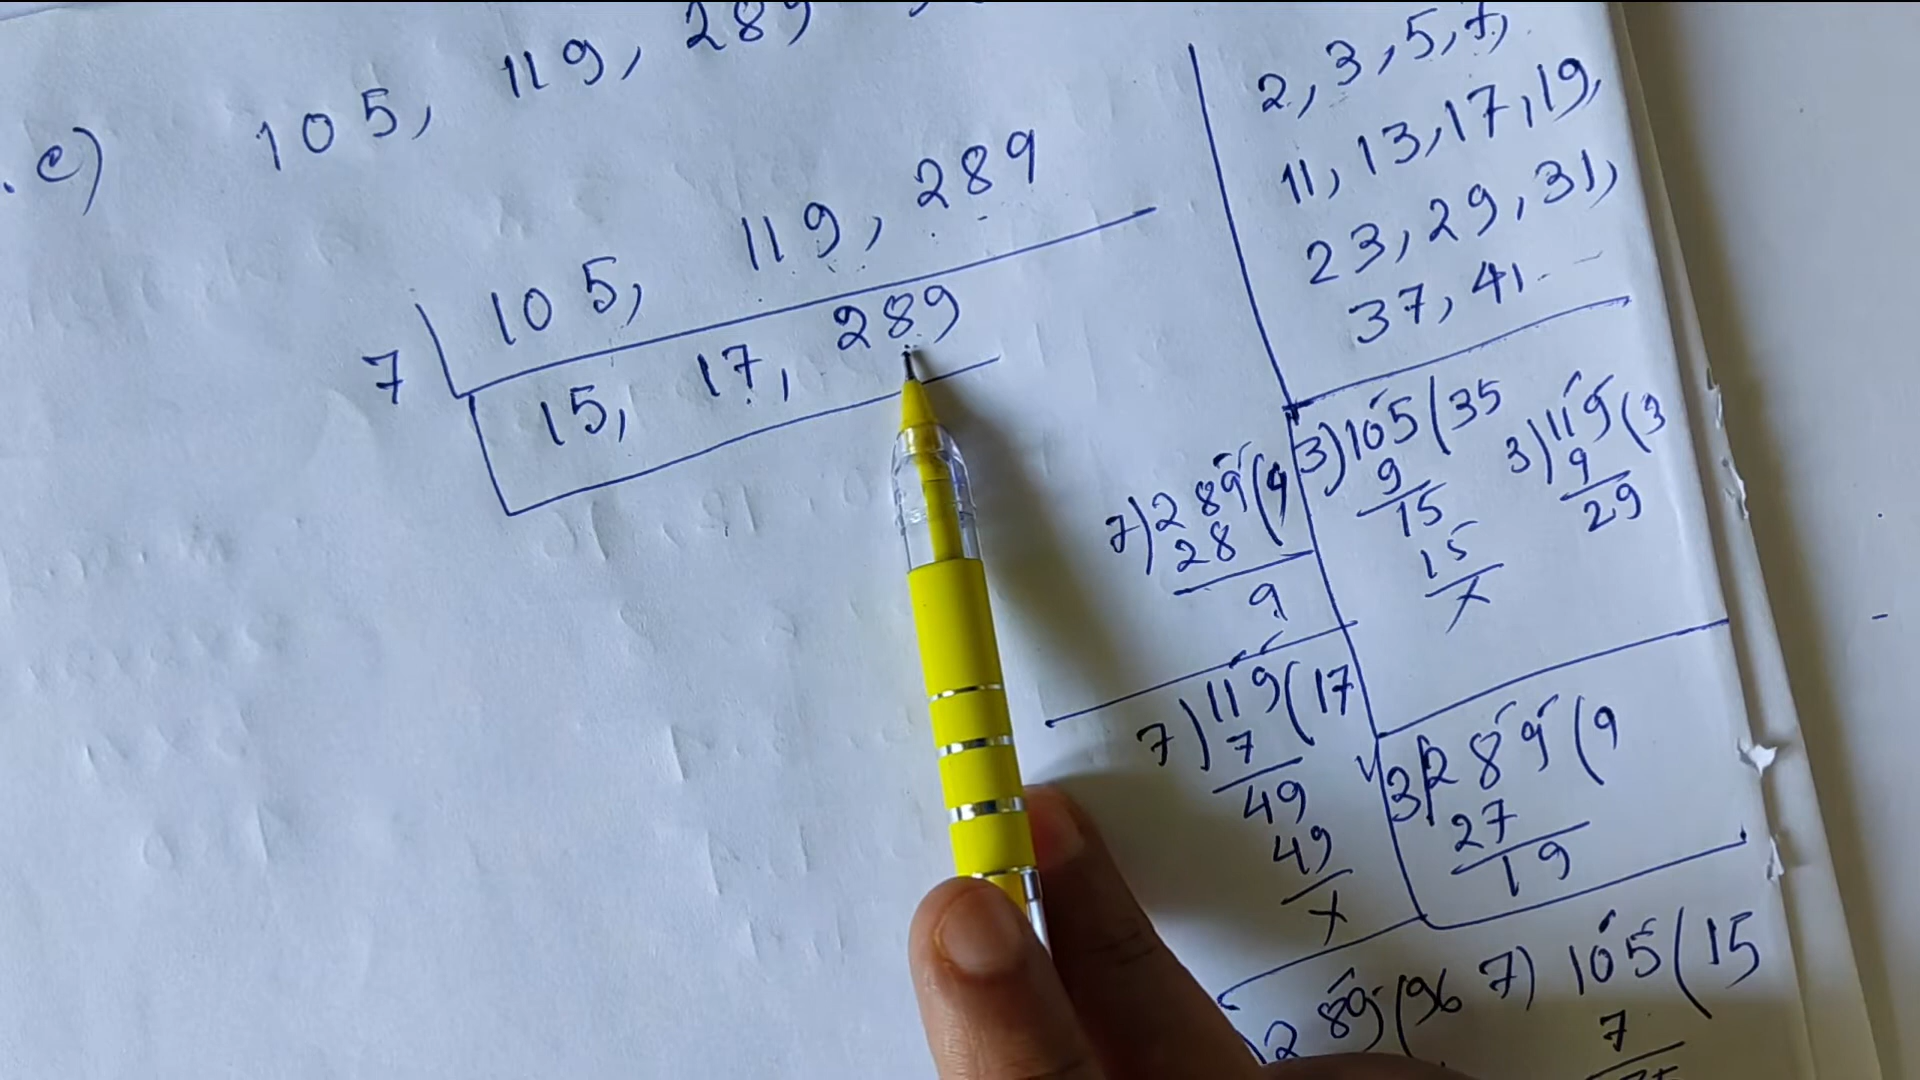 .c) 105, 119, 289
7 105, 119, 289
15, 17, 289
2, 3, 5, 7,
11, 13, 17, 19,
23, 29, 31,
37, 41 - -
3)105(35
9
15
15
x
3)119(3
9
29
7)289(4
28
9
7)119(17
7
49
49
x
3)289(9
27
19
289(96
7)105(15
7